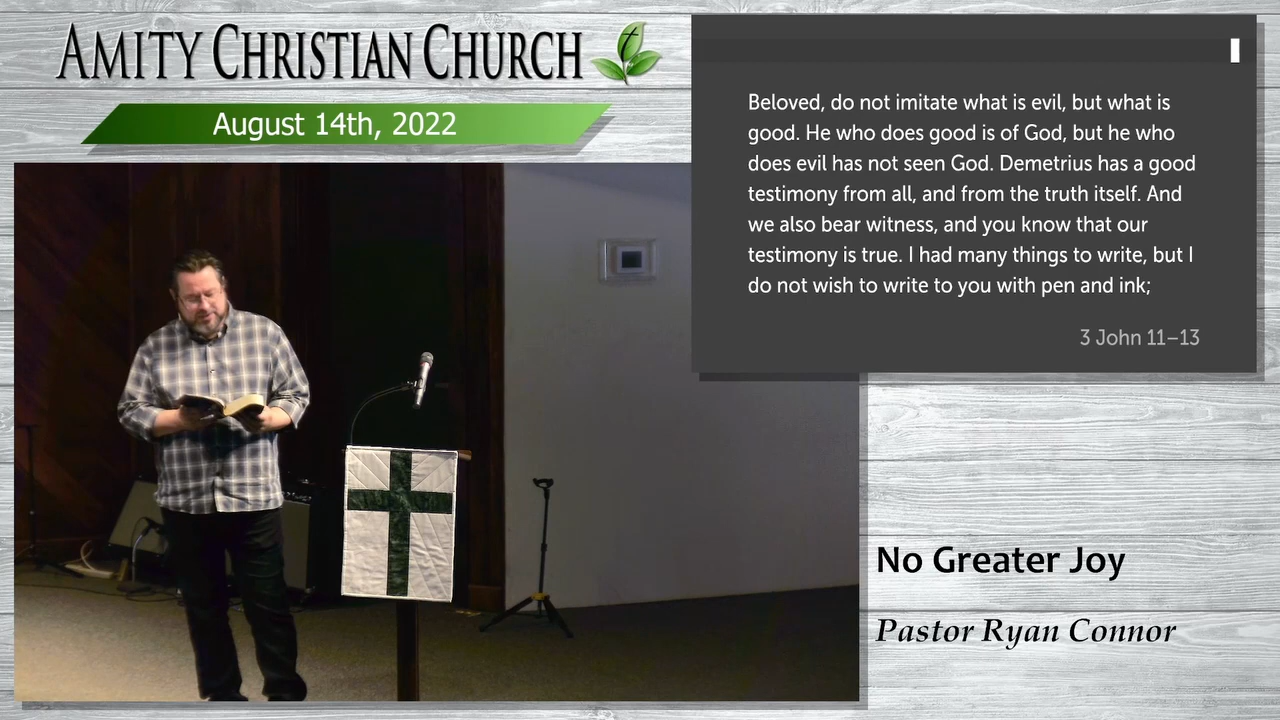 AMITY CHRISTIAN CHURCH
August 14th, 2022
Beloved, do not imitate what is evil, but what is
good. He who does good is of God, but he who
does evil has not seen God. Demetrius has a good
testimony from all, and from the truth itself. And
we also bear witness, and you know that our
testimony is true. I had many things to write, but I
do not wish to write to you with pen and ink;
3 John 11–13
No Greater Joy
Pastor Ryan Connor